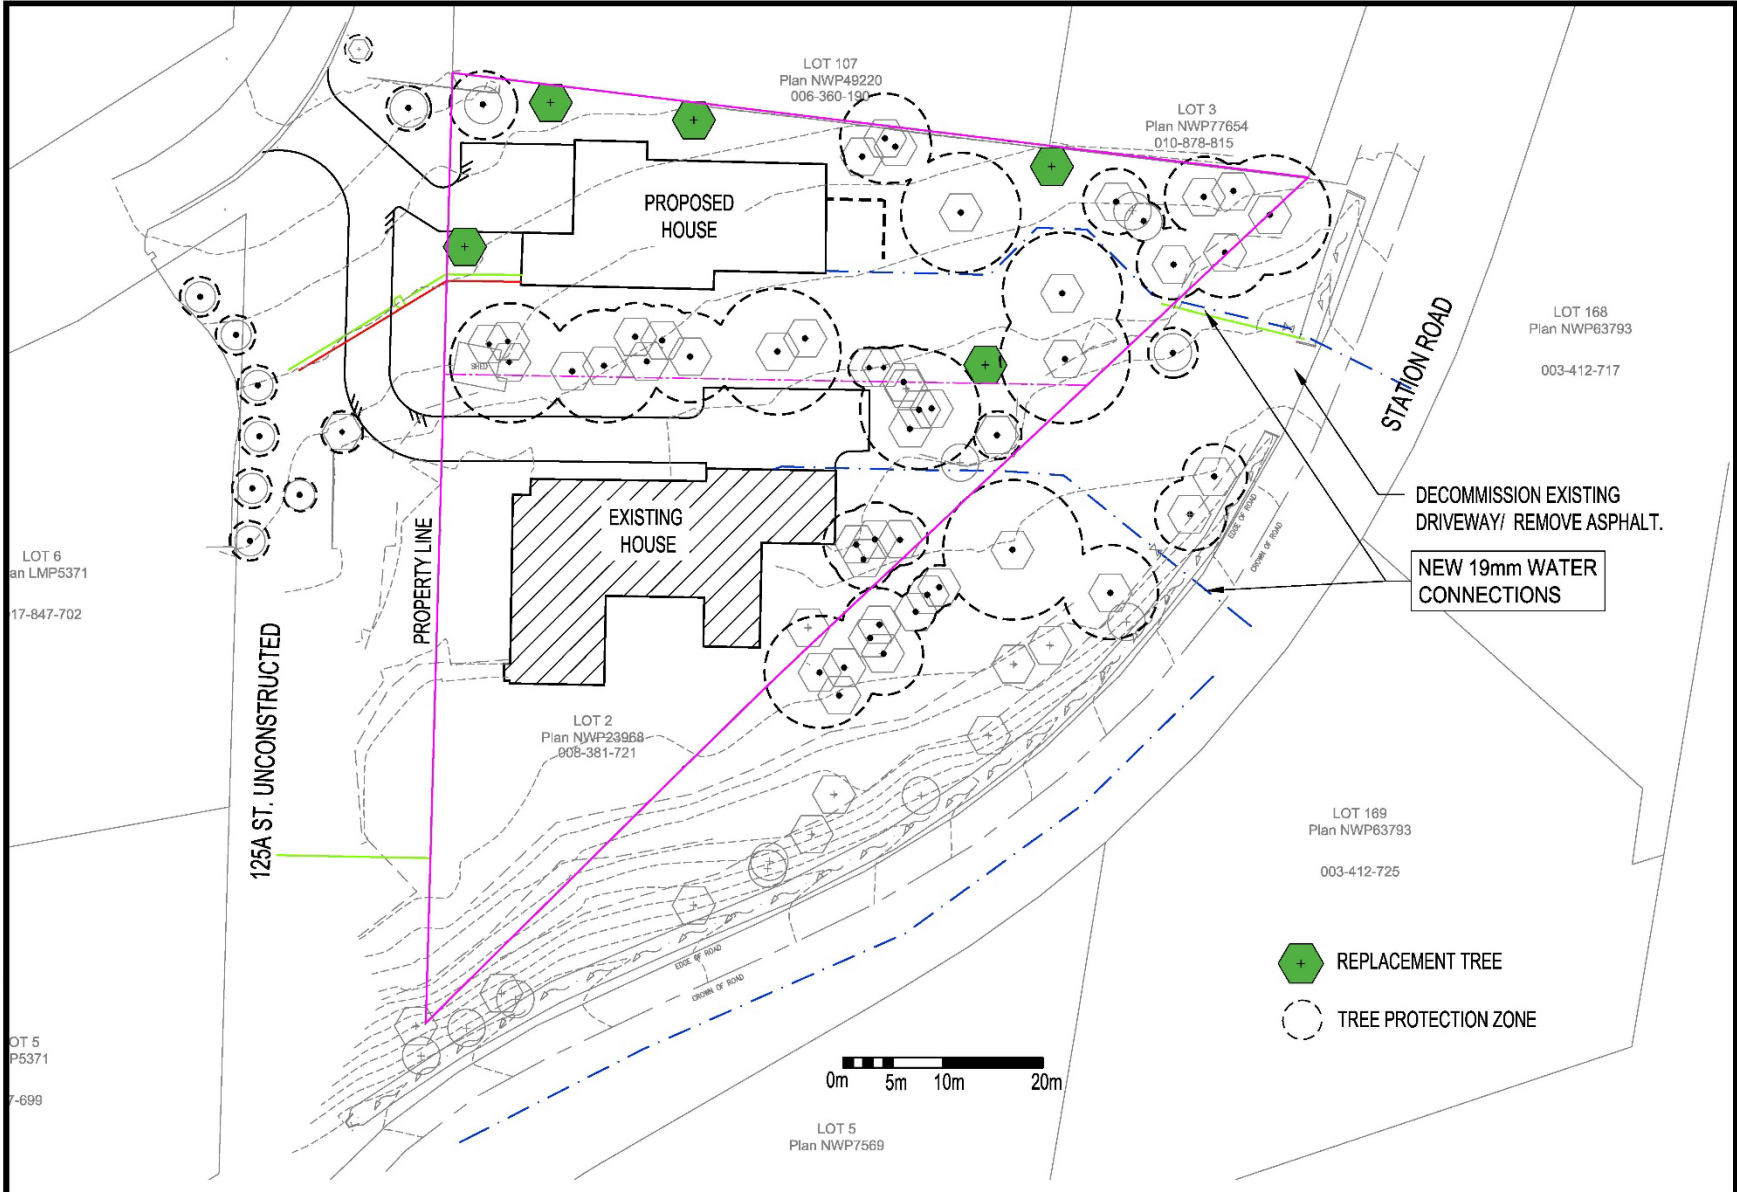 LOT 107
Plan NWP49220
006-360-190
LOT 3
Plan NWP77654
010-878-815
PROPOSED
HOUSE
LOT 168
Plan NWP63793
003-412-717
STATION ROAD
SHED
DECOMMISSION EXISTING
DRIVEWAY/ REMOVE ASPHALT.
NEW 19mm WATER
CONNECTIONS
EXISTING
HOUSE
PROPERTY LINE
EDGE OF ROAD
CROWN OF ROAD
LOT 6
an LMP5371
17-847-702
125A ST. UNCONSTRUCTED
LOT 2
Plan NWP23968
008-381-721
LOT 169
Plan NWP63793
003-412-725
EDGE OF ROAD
CROWN OF ROAD
REPLACEMENT TREE
TREE PROTECTION ZONE
OT 5
P5371
7-699
0m 5m 10m 20m
LOT 5
Plan NWP7569